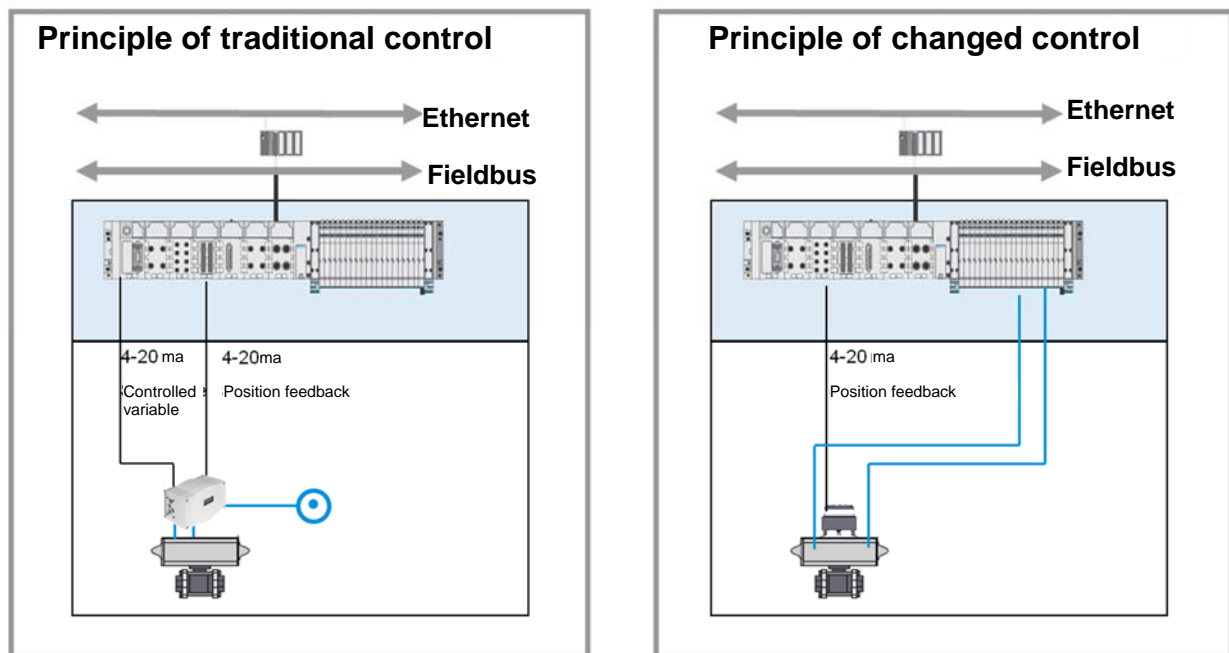 Principle of traditional control
Ethernet
Fieldbus
4-20 ma
4-20ma
Controlled
variable
Position feedback
Principle of changed control
Ethernet
Fieldbus
4-20 ma
Position feedback